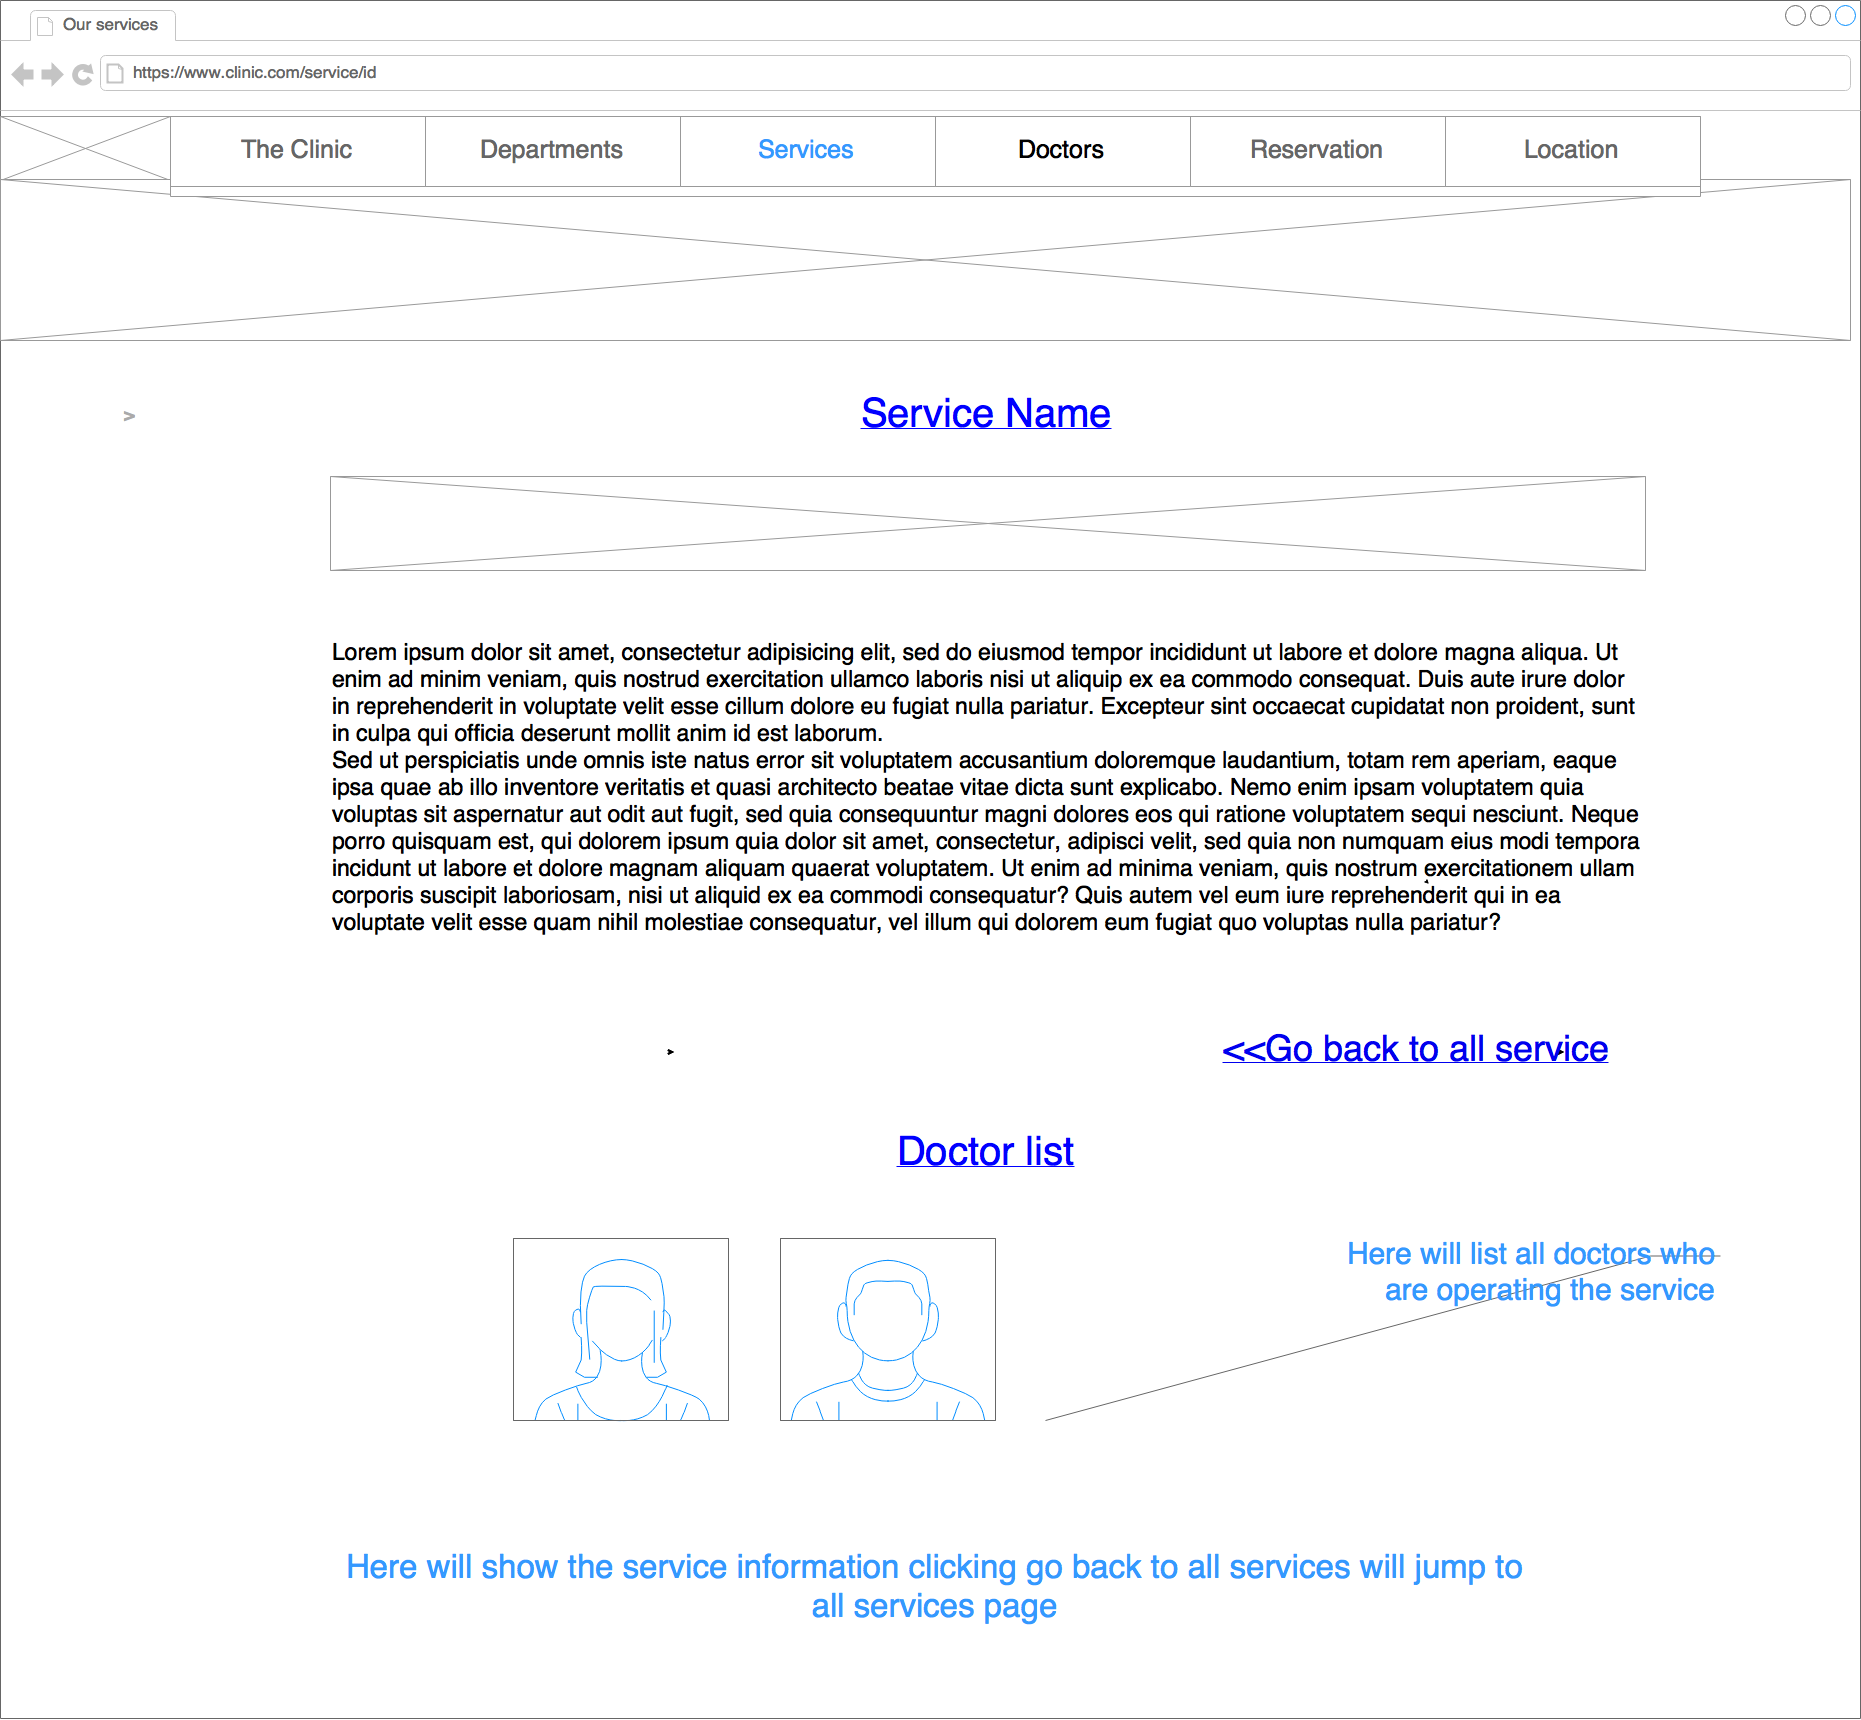 Our services
https://www.clinic.com/service/id
The Clinic
Departments
Services
Doctors
Reservation
Location
>
Service Name
Lorem ipsum dolor sit amet, consectetur adipisicing elit, sed do eiusmod tempor incididunt ut labore et dolore magna aliqua. Ut
enim ad minim veniam, quis nostrud exercitation ullamco laboris nisi ut aliquip ex ea commodo consequat. Duis aute irure dolor
in reprehenderit in voluptate velit esse cillum dolore eu fugiat nulla pariatur. Excepteur sint occaecat cupidatat non proident, sunt
in culpa qui officia deserunt mollit anim id est laborum.
Sed ut perspiciatis unde omnis iste natus error sit voluptatem accusantium doloremque laudantium, totam rem aperiam, eaque
ipsa quae ab illo inventore veritatis et quasi architecto beatae vitae dicta sunt explicabo. Nemo enim ipsam voluptatem quia
voluptas sit aspernatur aut odit aut fugit, sed quia consequuntur magni dolores eos qui ratione voluptatem sequi nesciunt. Neque
porro quisquam est, qui dolorem ipsum quia dolor sit amet, consectetur, adipisci velit, sed quia non numquam eius modi tempora
incidunt ut labore et dolore magnam aliquam quaerat voluptatem. Ut enim ad minima veniam, quis nostrum exercitationem ullam
corporis suscipit laboriosam, nisi ut aliquid ex ea commodi consequatur? Quis autem vel eum iure reprehenderit qui in ea
voluptate velit esse quam nihil molestiae consequatur, vel illum qui dolorem eum fugiat quo voluptas nulla pariatur?
<<Go back to all service
Doctor list
Here will list all doctors who
are operating the service
Here will show the service information clicking go back to all services will jump to
all services page